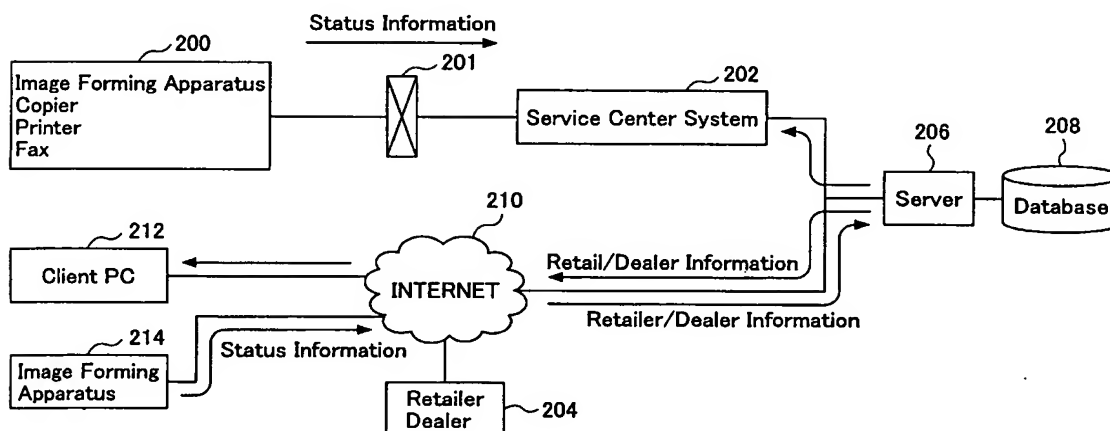 Status Information
200
201
202
Image Forming Apparatus
Copier
Printer
Fax
Service Center System
206
208
Server
Database
212
210
Client PC
Retail/Dealer Information
INTERNET
Retailer/Dealer Information
214
Status Information
Image Forming
Apparatus
Retailer
Dealer
204